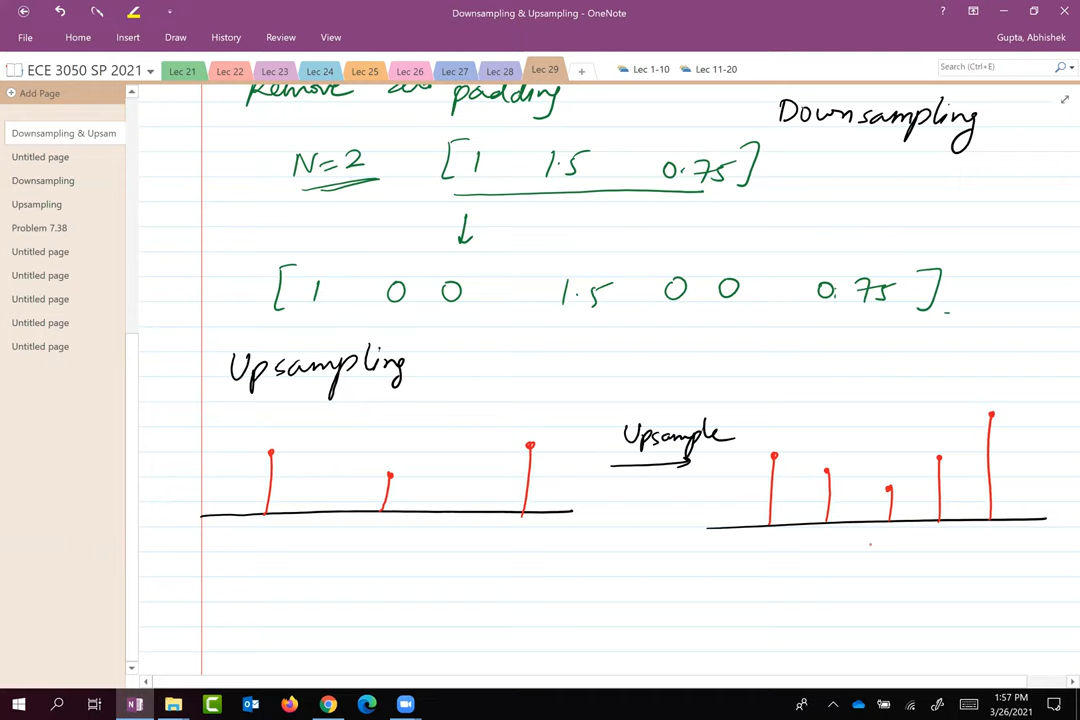 Downsampling & Upsampling - OneNote
Gupta, Abhishek
File Home Insert Draw History Review View
ECE 3050 SP 2021
Lec 21 Lec 22 Lec 23 Lec 24 Lec 25 Lec 26 Lec 27 Lec 28 Lec 29 Lec 1-10 Lec 11-20
Search (Ctrl+E)
Add Page
Downsampling & Upsam
Untitled page
Downsampling
Upsampling
Problem 7.38
Untitled page
Untitled page
Untitled page
Untitled page
Untitled page
Remove padding
Downsampling
N=2 [1 1.5 0.75]
[1 0 0 1.5 0 0 0.75]
Upsampling
Upsample
1:57 PM
3/26/2021